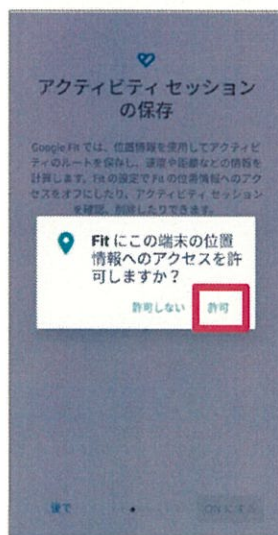 アクティビティ セッション
の保存
Google Fit では、位置情報を使用してアクティビ
ティのルートを保存し、速度や距離などの情報を
計算します。Fit の設定で Fit の位置情報へのアク
セスをオフにしたり、アクティビティ セッション
を確認、削除したりできます。
Fit にこの端末の位置
情報へのアクセスを許
可しますか？
許可しない 許可
後で ON にする